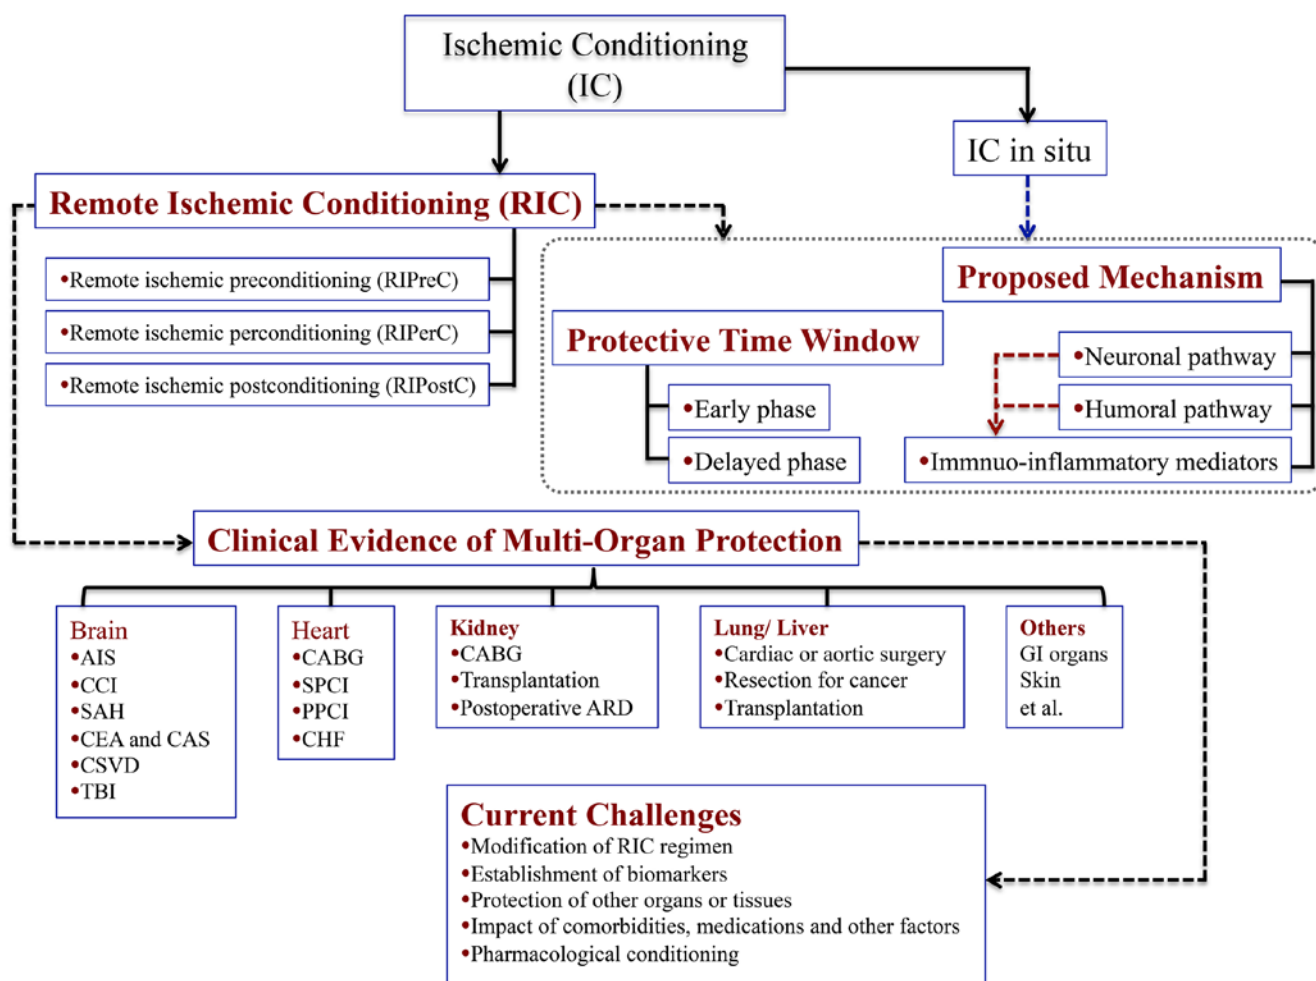 Ischemic Conditioning
(IC)
IC in situ
Remote Ischemic Conditioning (RIC)
•Remote ischemic preconditioning (RIPreC)
•Remote ischemic perconditioning (RIPerC)
•Remote ischemic postconditioning (RIPostC)
Proposed Mechanism
Protective Time Window
•Neuronal pathway
•Early phase
•Humoral pathway
•Delayed phase
•Immnuo-inflammatory mediators
Clinical Evidence of Multi-Organ Protection
Brain
•AIS
•CCI
•SAH
•CEA and CAS
•CSVD
•TBI
Heart
•CABG
•SPCI
•PPCI
•CHF
Kidney
•CABG
•Transplantation
•Postoperative ARD
Lung/ Liver
•Cardiac or aortic surgery
•Resection for cancer
•Transplantation
Others
GI organs
Skin
et al.
Current Challenges
•Modification of RIC regimen
•Establishment of biomarkers
•Protection of other organs or tissues
•Impact of comorbidities, medications and other factors
•Pharmacological conditioning